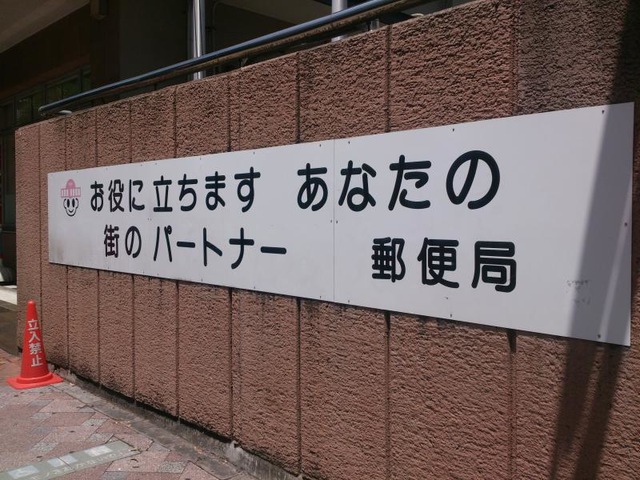 お役に立ちます あなたの
街のパートナー 郵便局
立入禁止